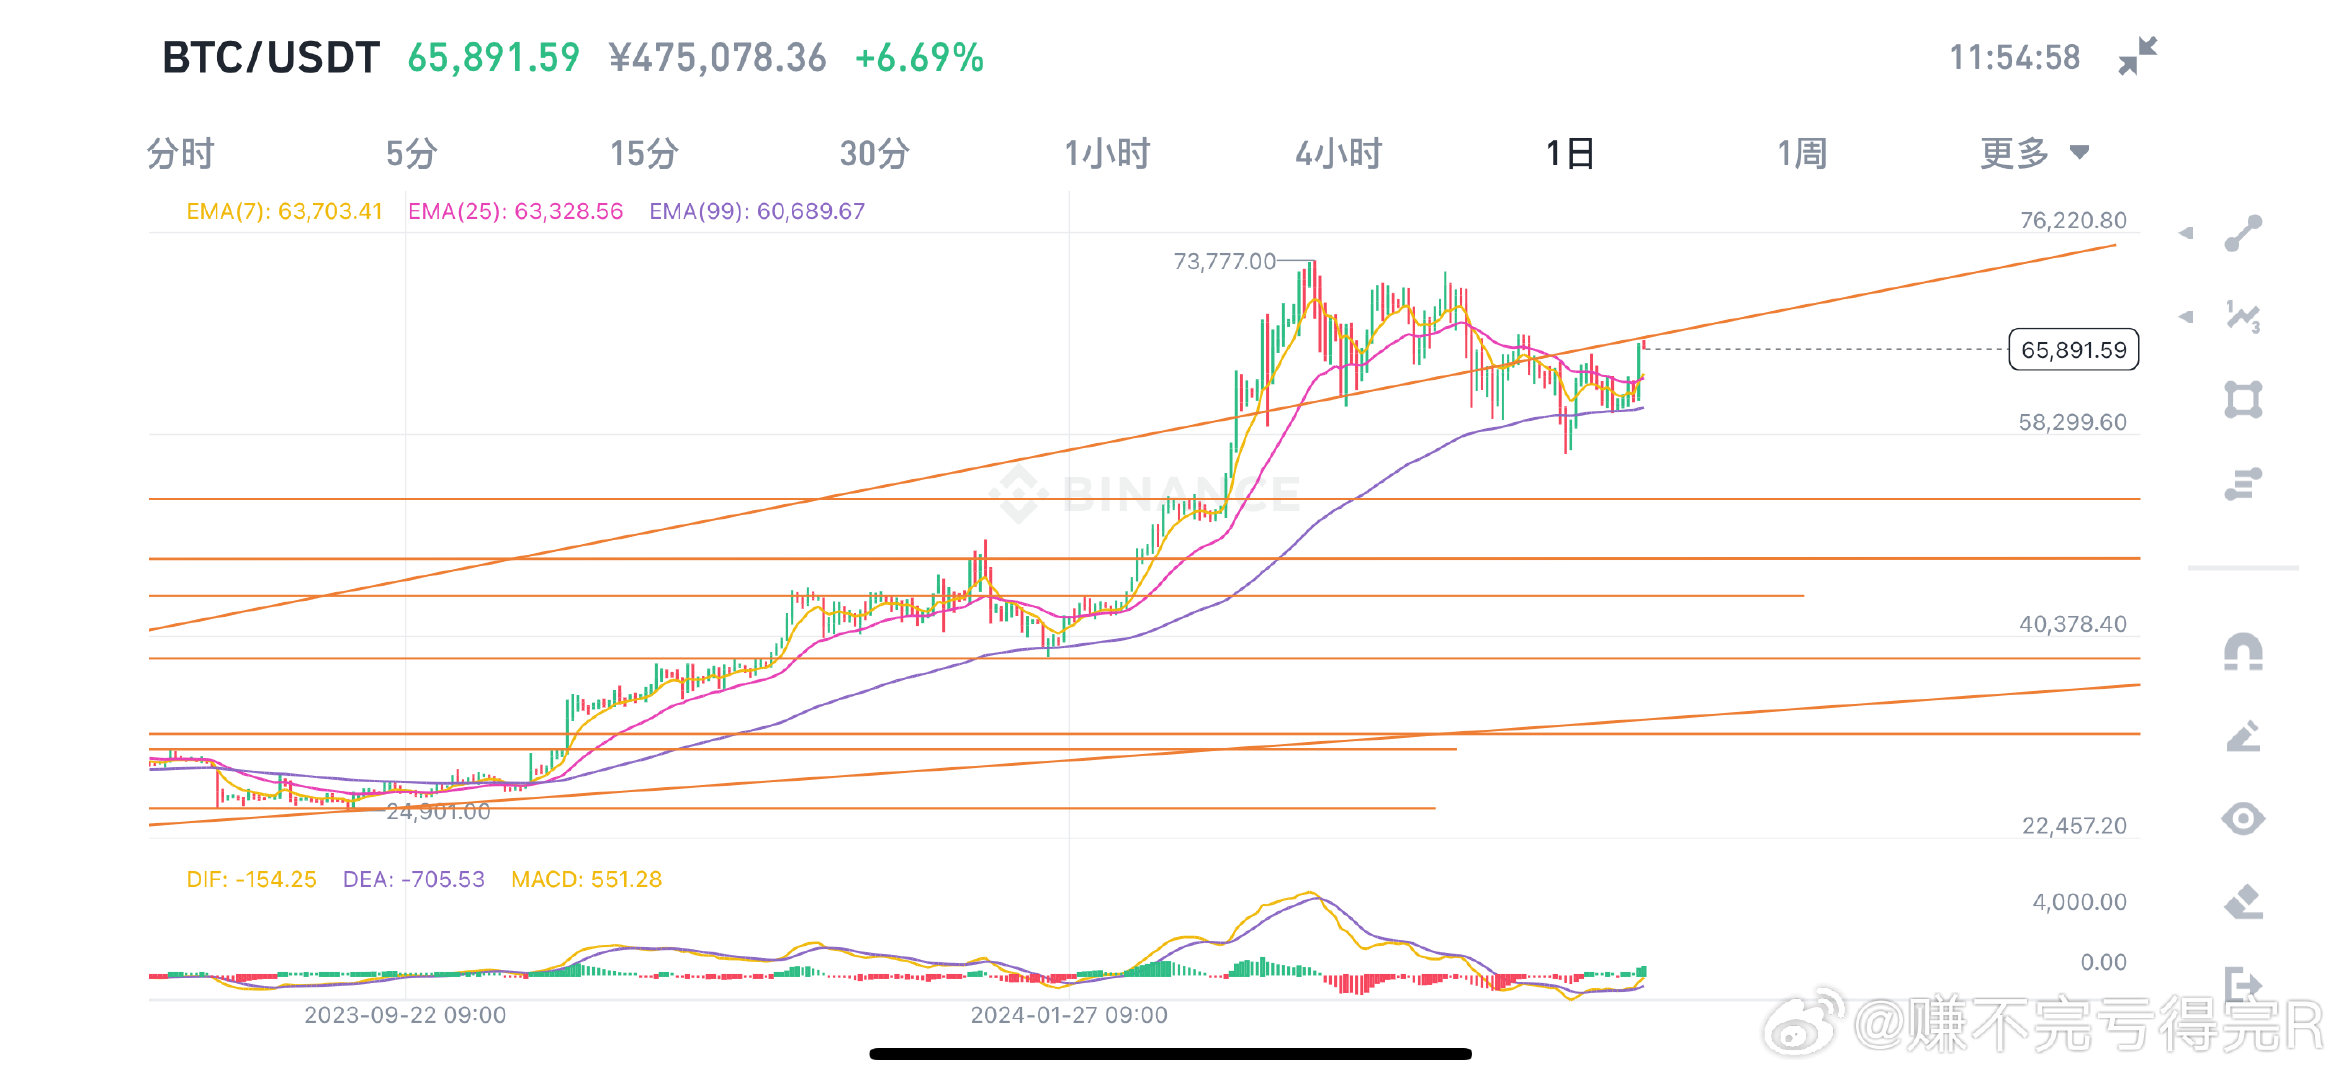 BTC/USDT 65,891.59 ¥475,078.36 +6.69% 11:54:58
分时 5分 15分 30分 1小时 4小时 1日 1周 更多
EMA(7): 63,703.41 EMA(25): 63,328.56 EMA(99): 60,689.67
76,220.80
73,777.00
65,891.59
58,299.60
BINANCE
40,378.40
24,901.00
22,457.20
DIF: -154.25 DEA: -705.53 MACD: 551.28
4,000.00
0.00
2023-09-22 09:00 2024-01-27 09:00
@赚不完亏得完R